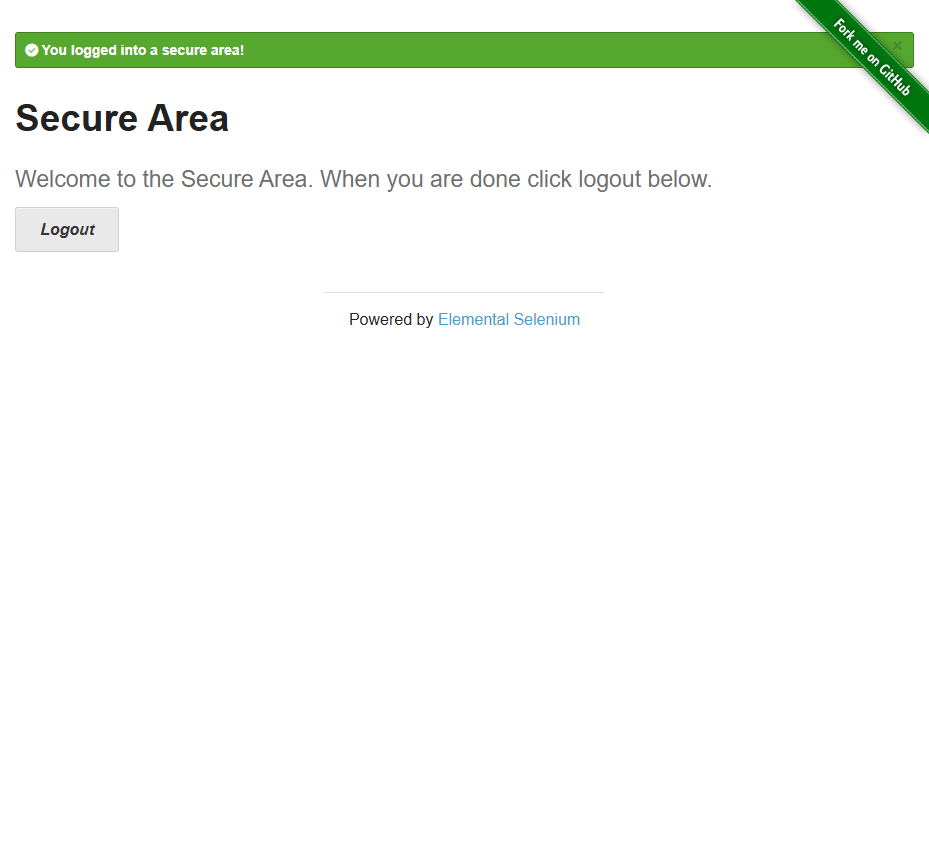 You logged into a secure area!
Fork me on GitHub
Secure Area
Welcome to the Secure Area. When you are done click logout below.
Logout
Powered by Elemental Selenium